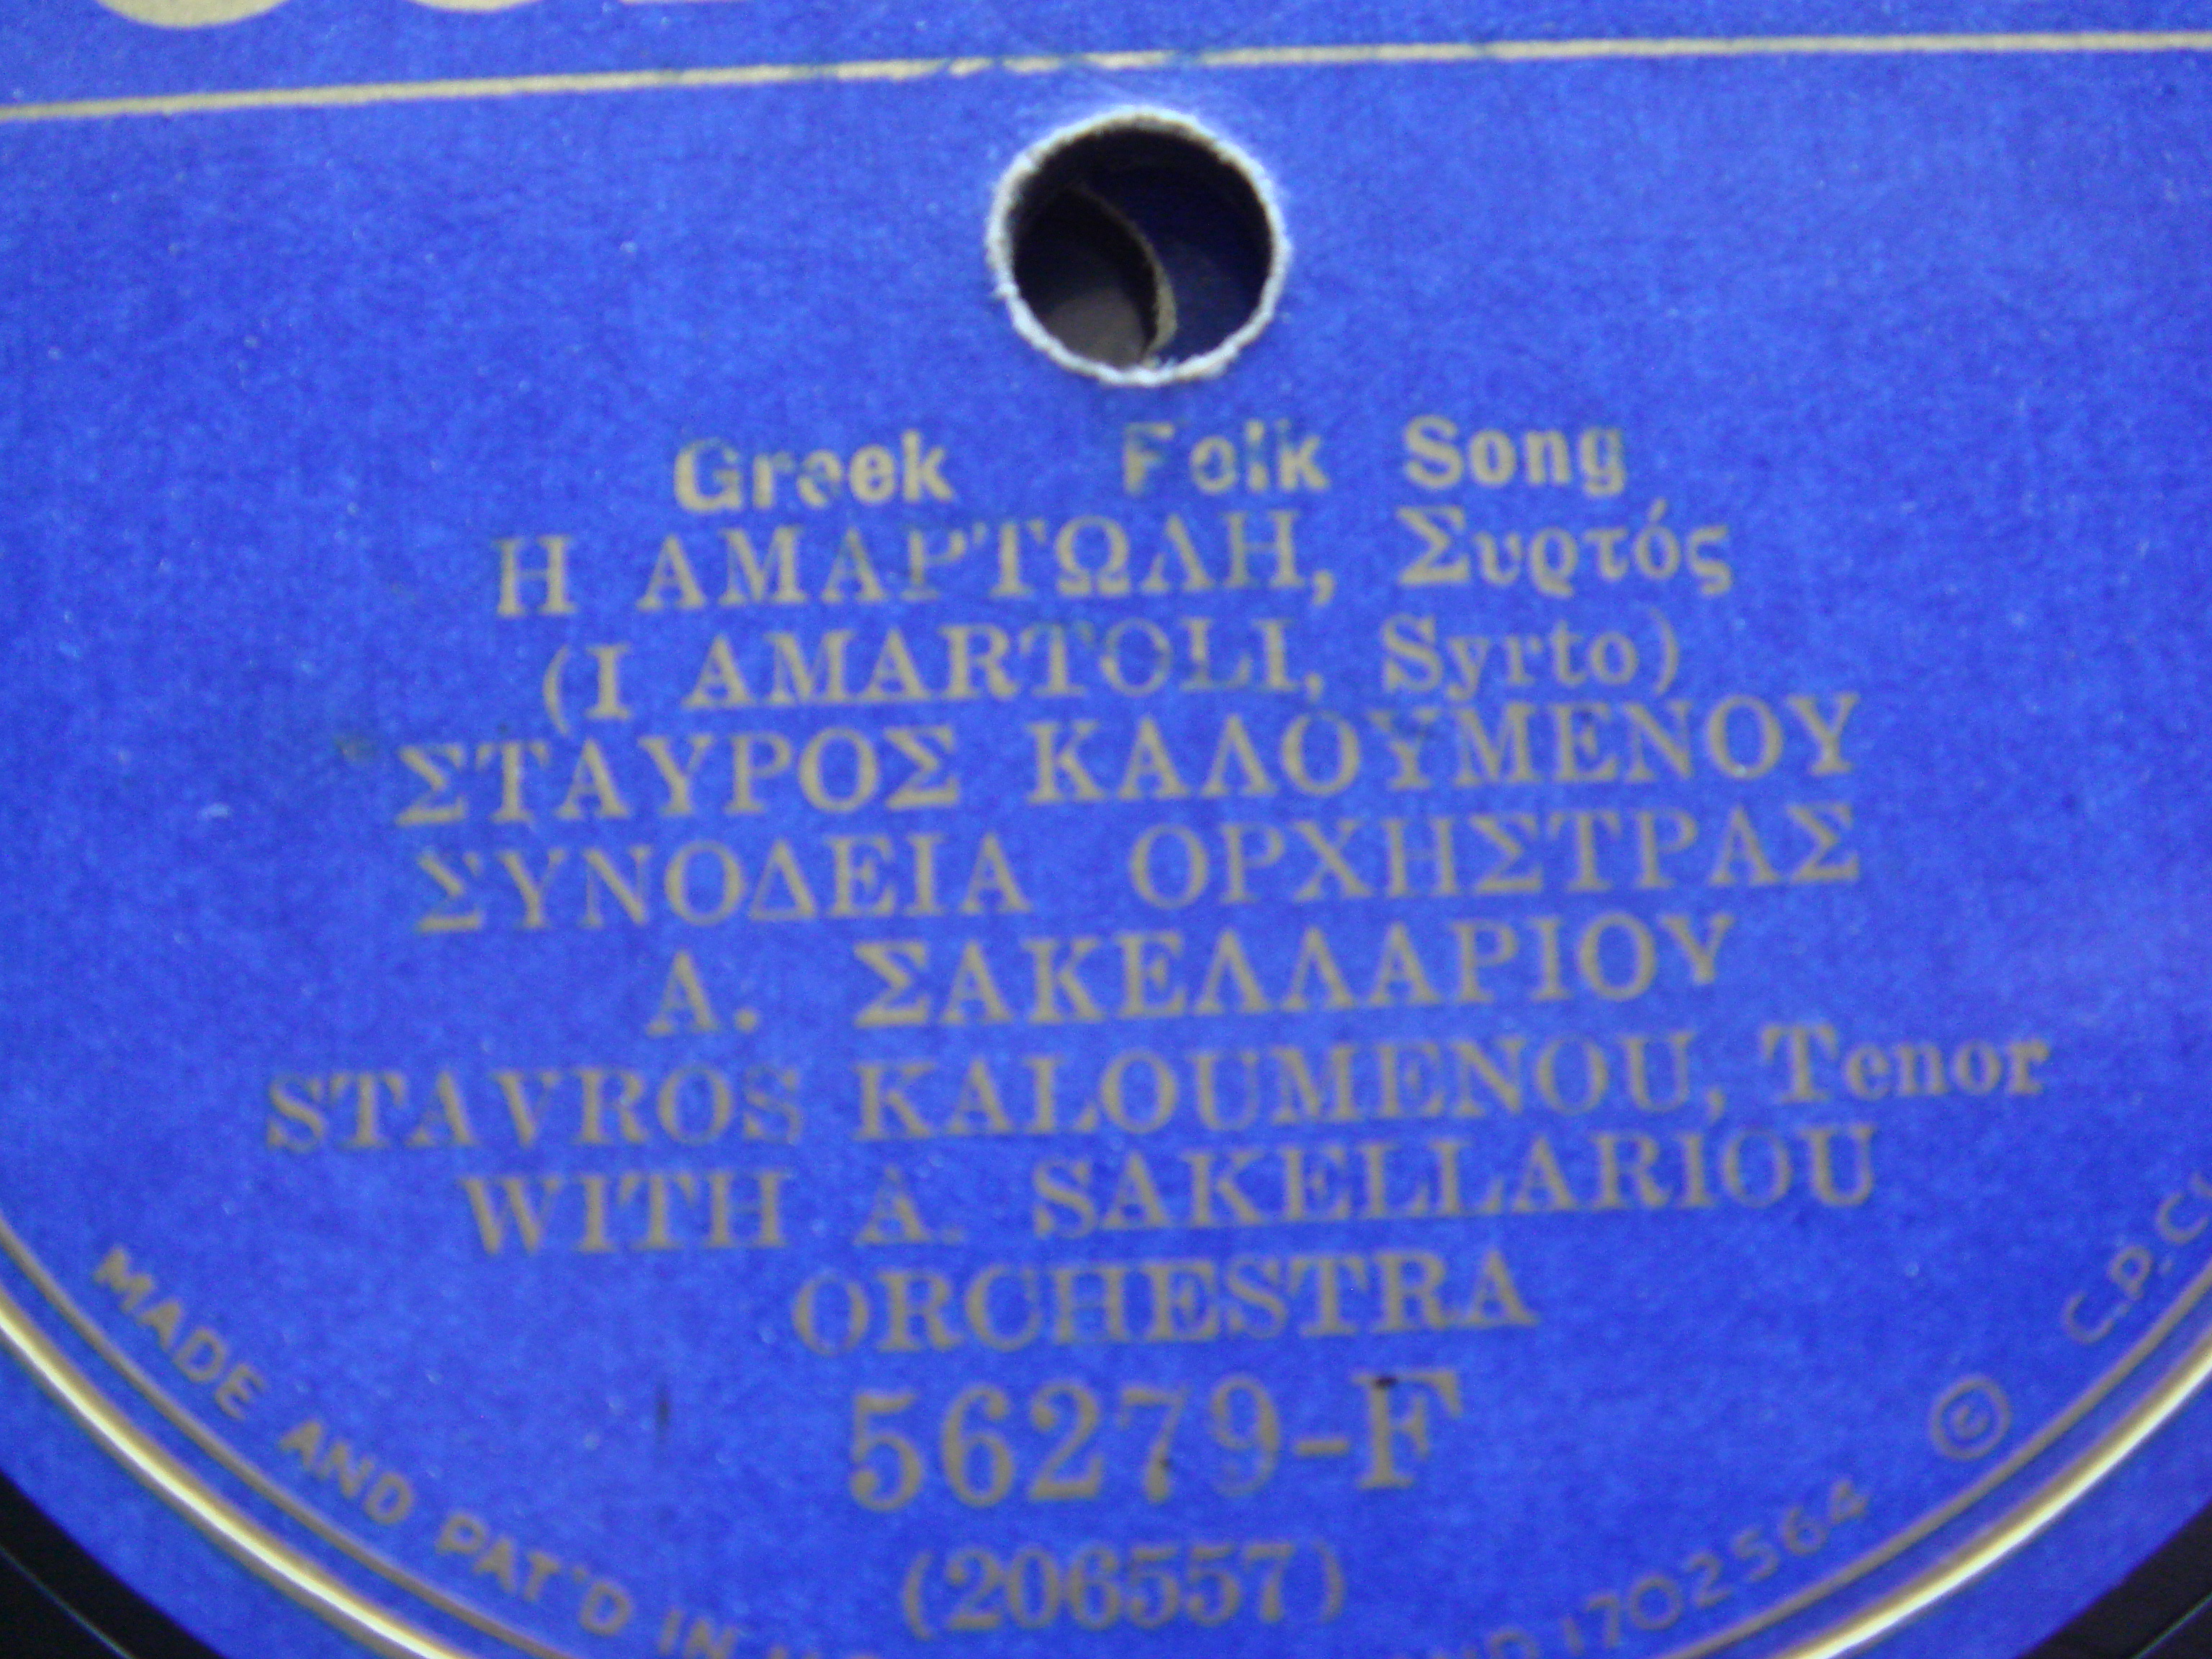 Greek Folk Song
Η ΑΜΑΡΤΩΛΗ, Συρτός
(I AMARTOLI, Syrto)
ΣΤΑΥΡΟΣ ΚΑΛΟΥΜΕΝΟΥ
ΣΥΝΟΔΕΙΑ ΟΡΧΗΣΤΡΑΣ
Α. ΣΑΚΕΛΛΑΡΙΟΥ
STAVROS KALOUMENOU, Tenor
WITH A. SAKELLARIOU
ORCHESTRA
56279-F
(206557)
MADE AND PAT'D IN
1702564 © C.P.